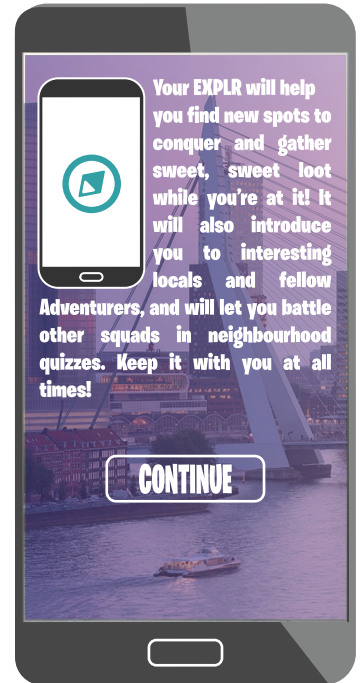 Your EXPLR will help
you find new spots to
conquer and gather
sweet, sweet loot
while you're at it! It
will also introduce
you to interesting
locals and fellow
Adventurers, and will let you battle
other squads in neighbourhood
quizzes. Keep it with you at all
times!
CONTINUE